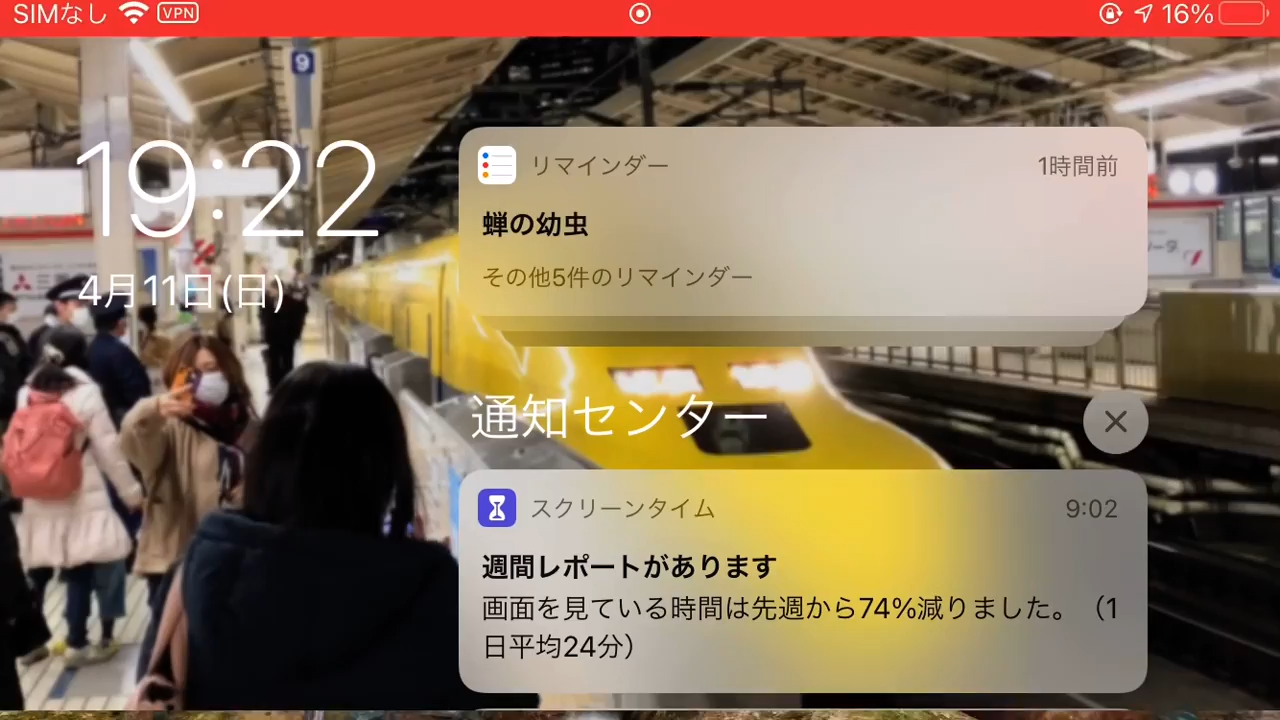 SIMなし VPN 16%
9
19:22
4月11日(日)
リマインダー 1時間前
蝉の幼虫
その他5件のリマインダー
通知センター
スクリーンタイム 9:02
週間レポートがあります
画面を見ている時間は先週から74%減りました。（1
日平均24分）